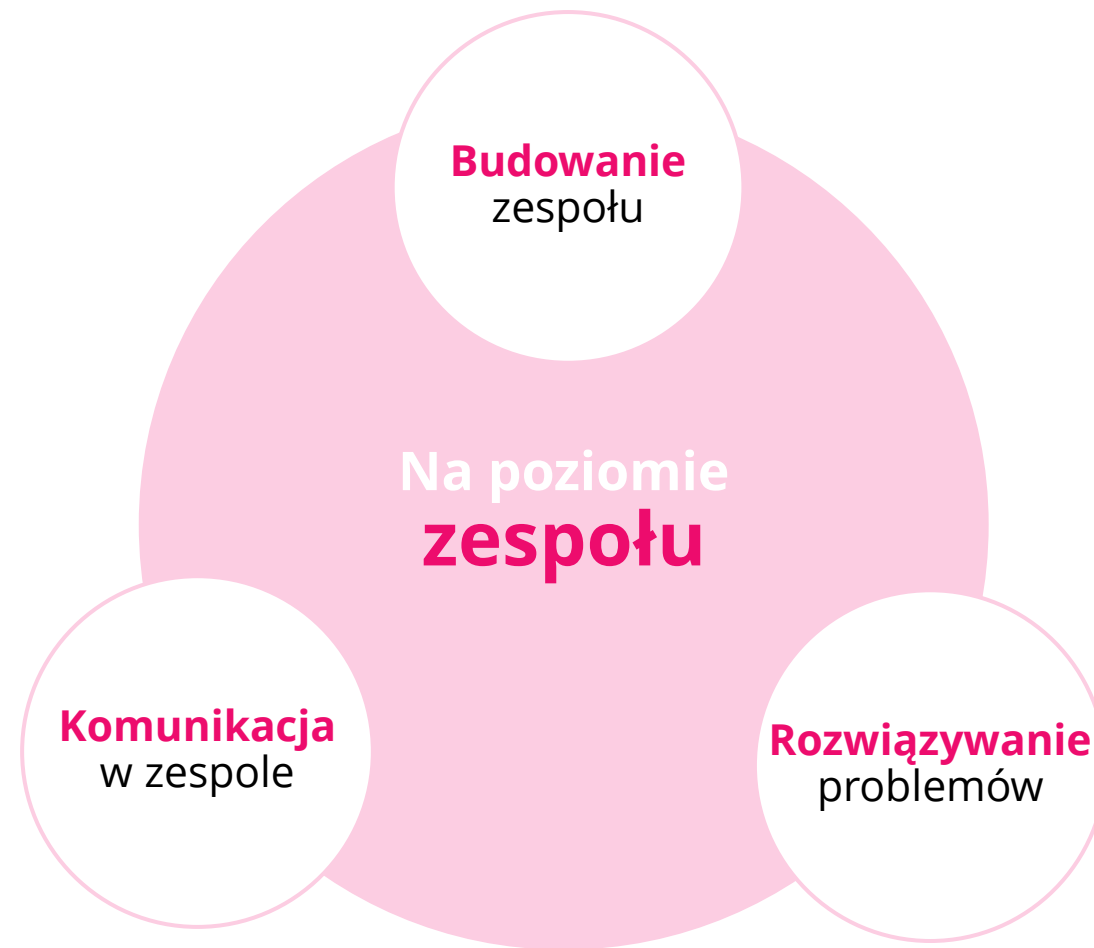 Budowanie
zespołu
Na poziomie
zespołu
Komunikacja
w zespole
Rozwiązywanie
problemów